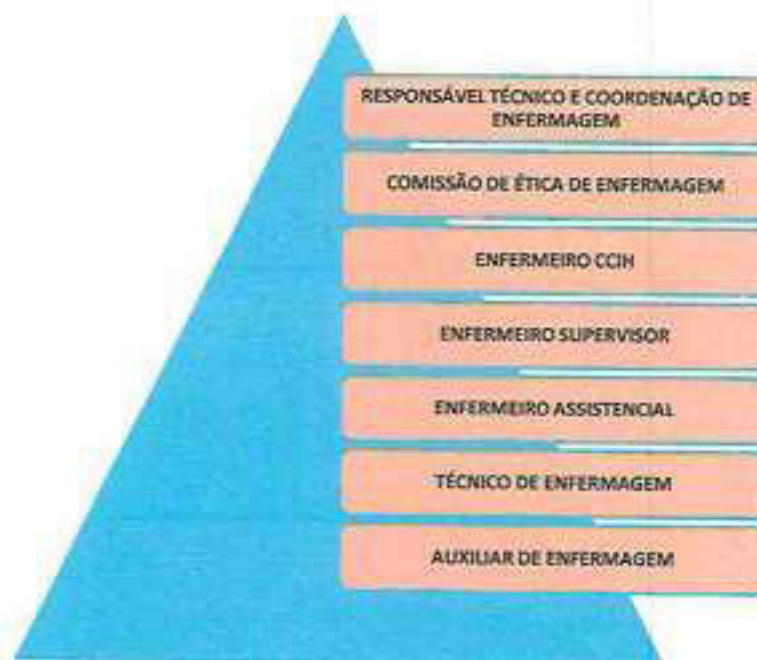 RESPONSÁVEL TÉCNICO E COORDENAÇÃO DE
ENFERMAGEM
COMISSÃO DE ÉTICA DE ENFERMAGEM
ENFERMEIRO CCIH
ENFERMEIRO SUPERVISOR
ENFERMEIRO ASSISTENCIAL
TÉCNICO DE ENFERMAGEM
AUXILIAR DE ENFERMAGEM